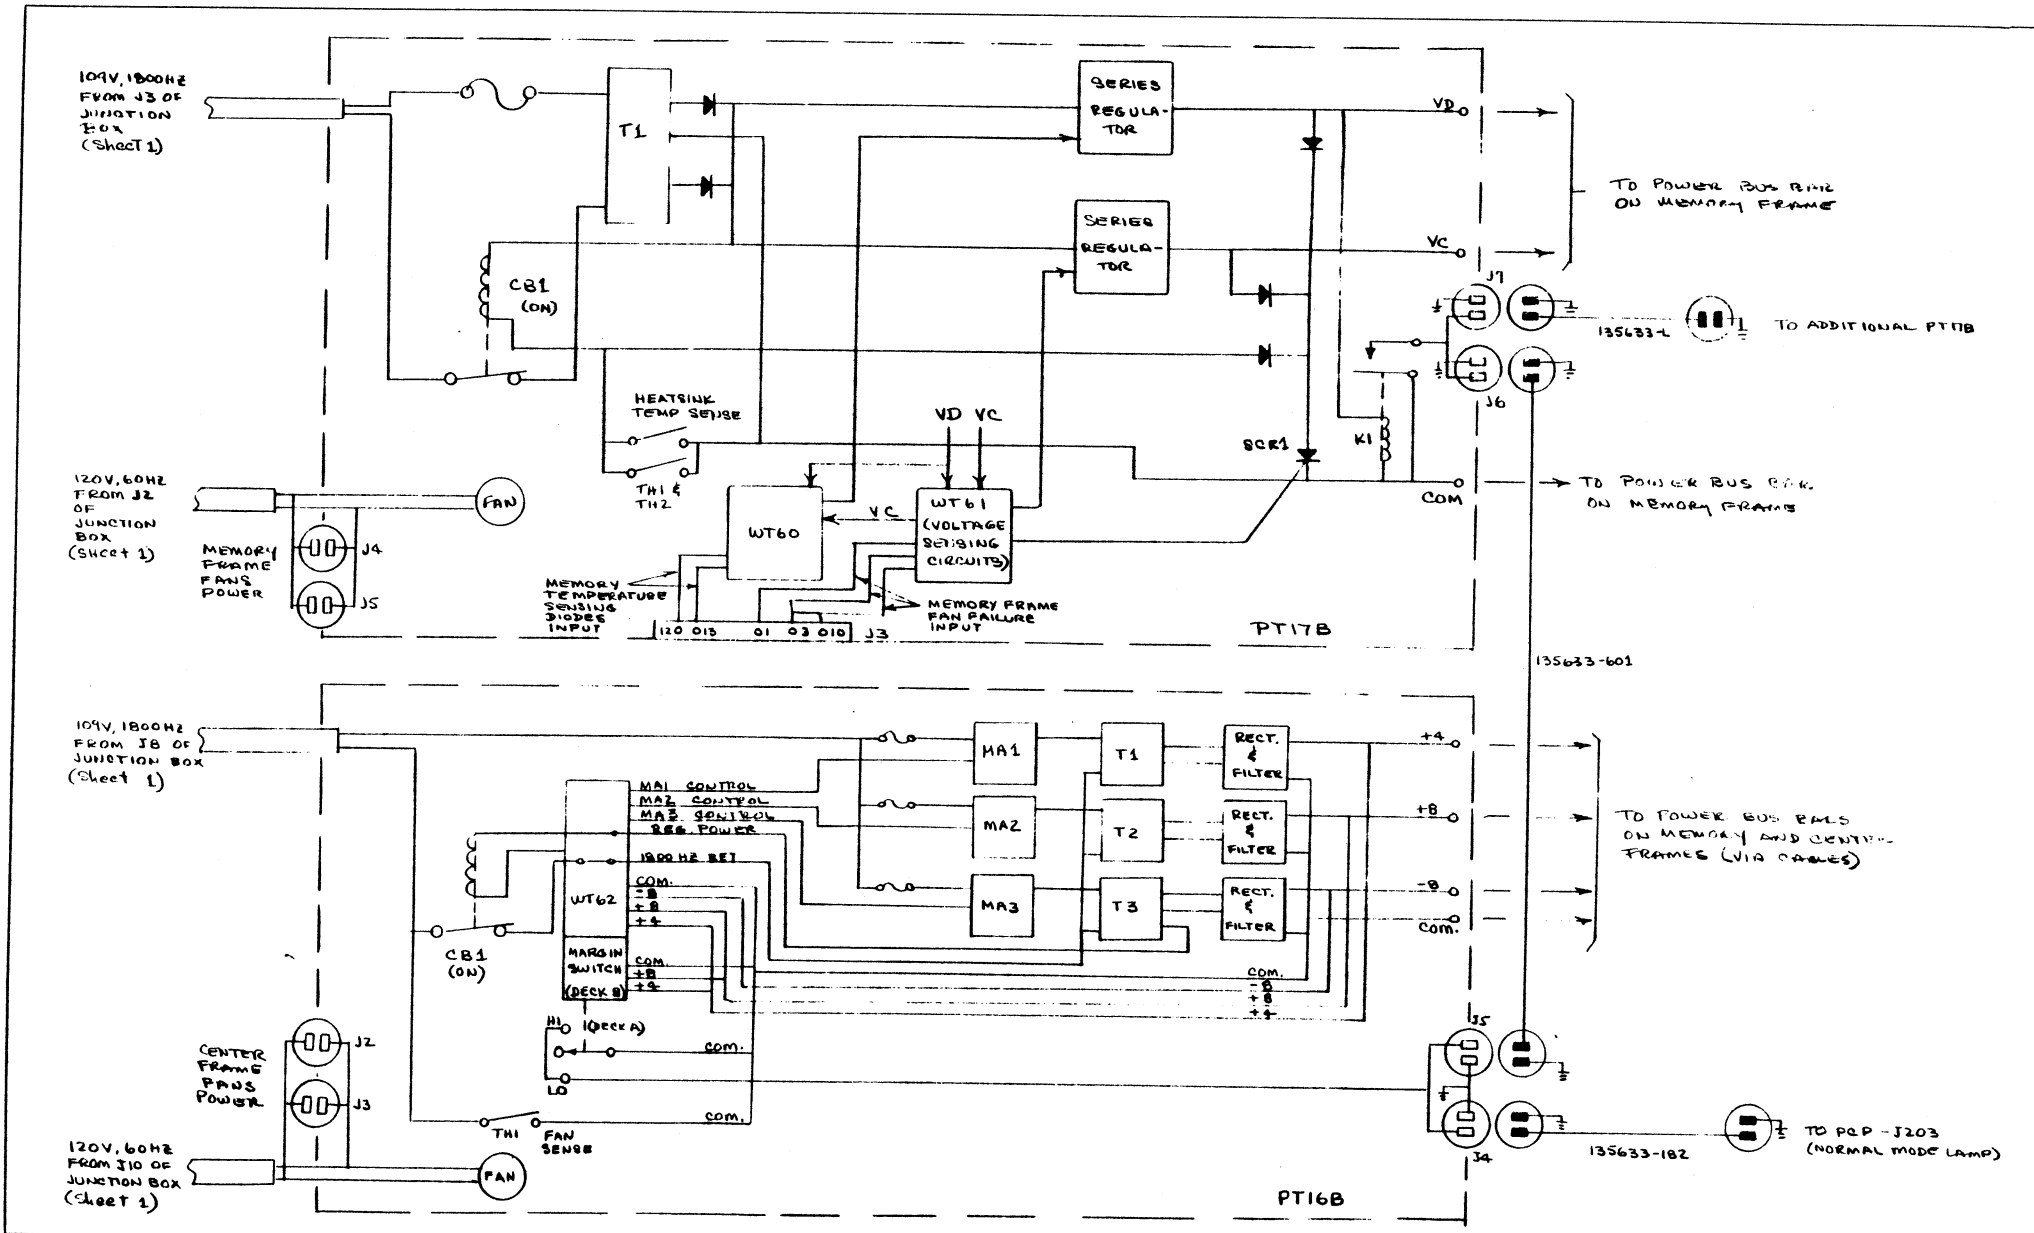 109V, 1800HZ
FROM J3 OF
JUNCTION
BOX
(Sheet 1)
T1
SERIES
REGULA-
TOR
VD
TO POWER BUS BAR
ON MEMORY FRAME
SERIES
REGULA-
TOR
VC
CB1
(ON)
J7
135633-L
TO ADDITIONAL PT17B
J6
HEATSINK
TEMP SENSE
TH1 &
TH2
VD VC
SCR1
K1
COM
TO POWER BUS BAR
ON MEMORY FRAME
120V, 60HZ
FROM J2
OF
JUNCTION
BOX
(Sheet 1)
FAN
MEMORY
FRAME
FANS
POWER
J4
J5
WT60
VC
WT61
(VOLTAGE
SENSING
CIRCUITS)
MEMORY
TEMPERATURE
SENSING
DIODES
INPUT
MEMORY FRAME
FAN FAILURE
INPUT
120 013 01 03 010 J3
PT17B
135633-601
109V, 1800HZ
FROM J8 OF
JUNCTION BOX
(Sheet 1)
MA1
T1
RECT.
&
FILTER
+4
MA1 CONTROL
MA2 CONTROL
MA3 CONTROL
REG. POWER
1800 HZ RET
COM.
-8
+8
+4
WT62
MA2
T2
RECT.
&
FILTER
+8
TO POWER BUS BARS
ON MEMORY AND CENTER
FRAMES (VIA CABLES)
MA3
T3
RECT.
&
FILTER
-8
COM.
CB1
(ON)
MARGIN
SWITCH
(DECK B)
COM.
+8
+4
COM.
-8
+8
+4
HI
(DECK A)
COM.
LO
CENTER
FRAME
FANS
POWER
J2
J3
J5
TH1
FAN
SENSE
COM.
J4
135633-182
TO PCP - J203
(NORMAL MODE LAMP)
120V, 60HZ
FROM J10 OF
JUNCTION BOX
(Sheet 1)
FAN
PT16B